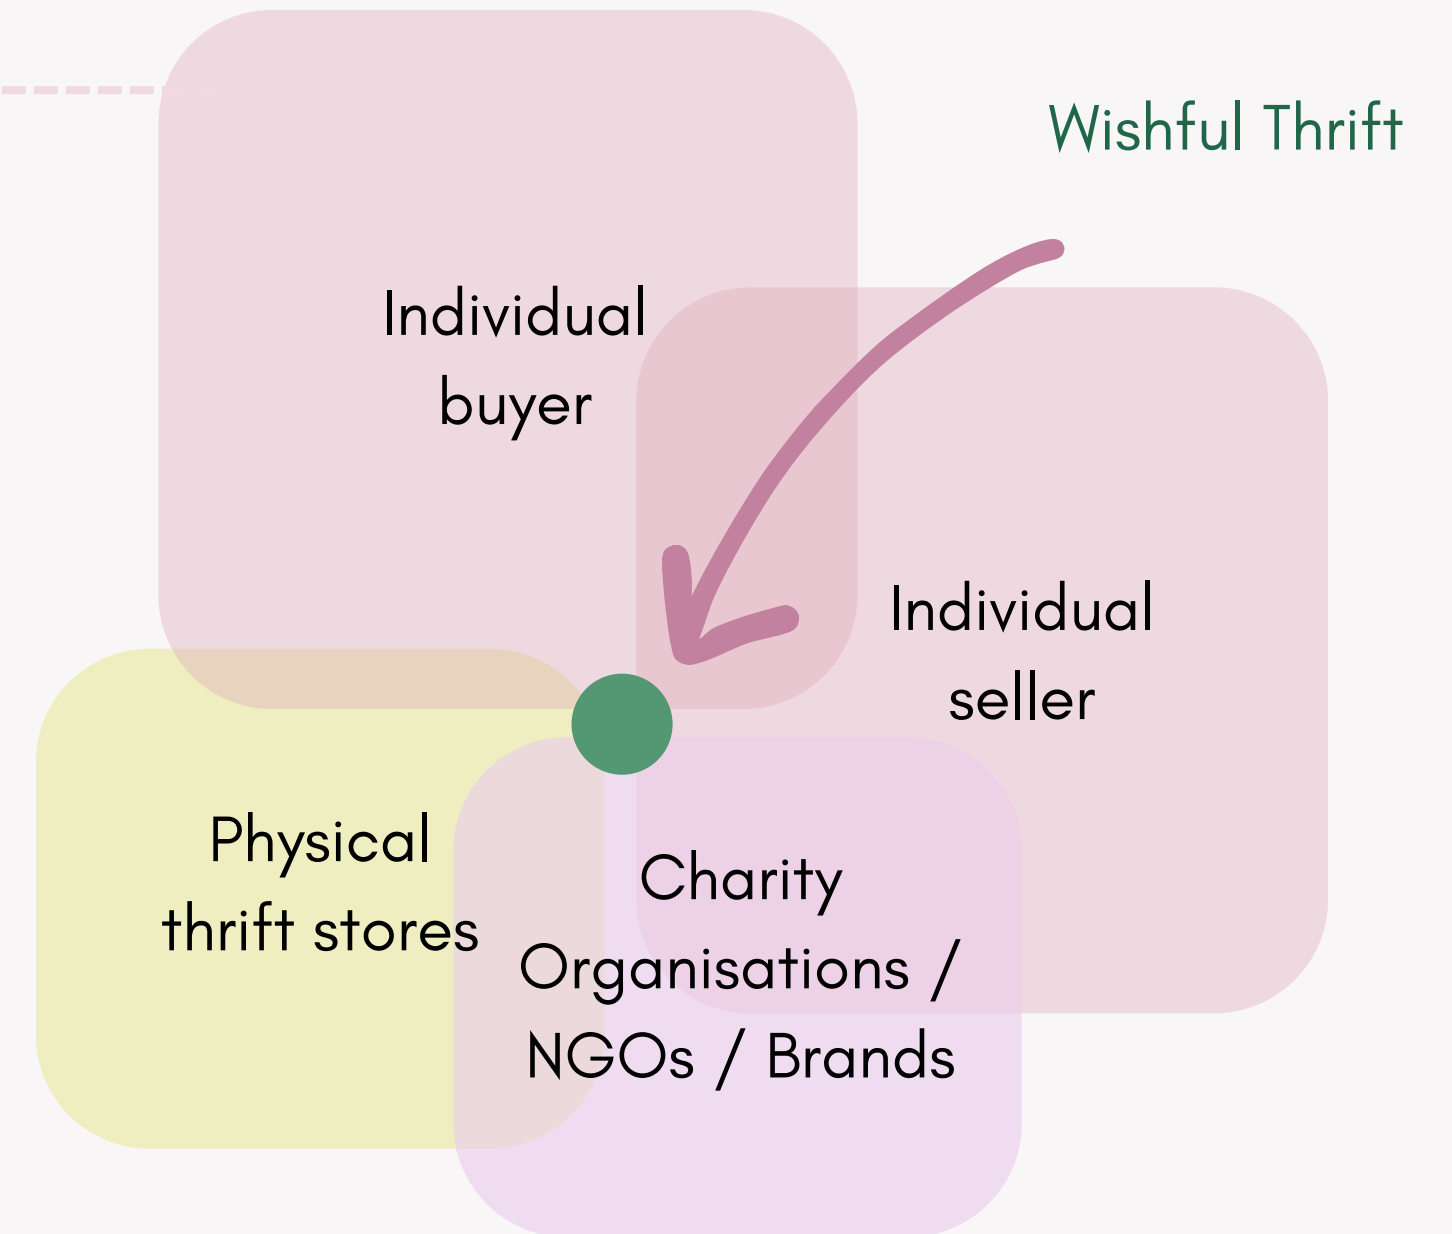 Wishful Thrift
Individual
buyer
Individual
seller
Physical
thrift stores
Charity
Organisations /
NGOs / Brands